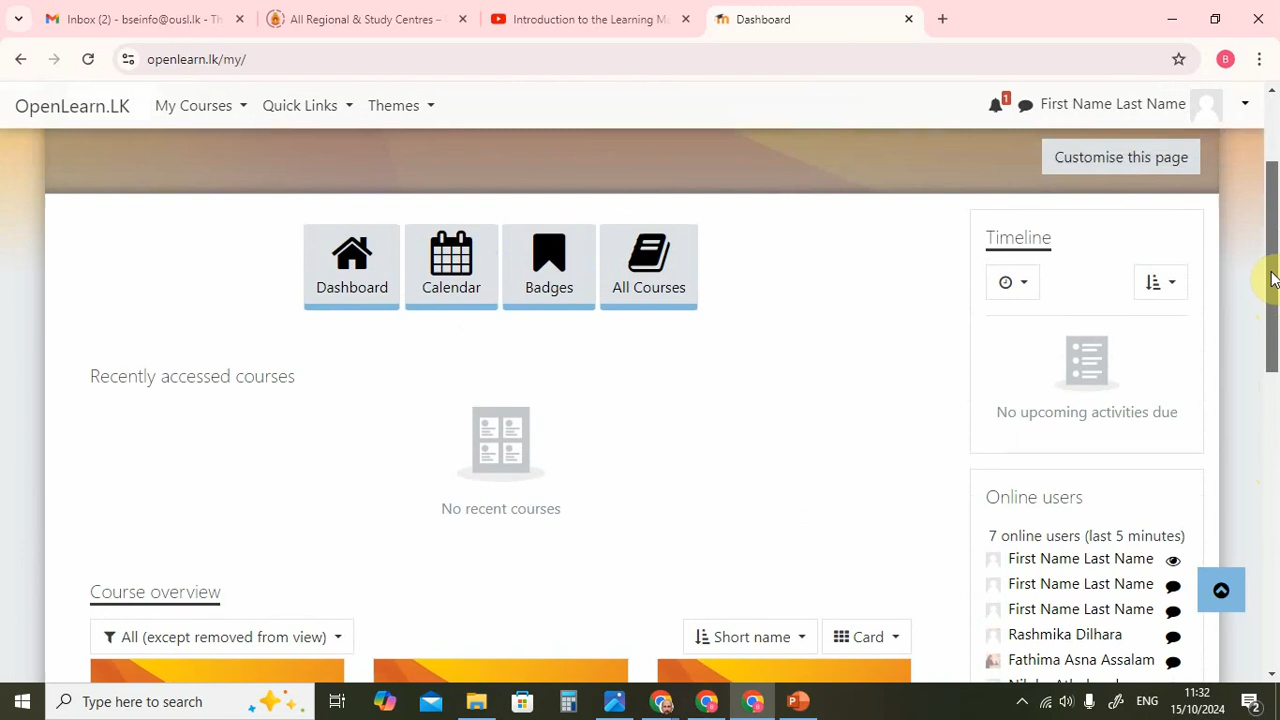 Inbox (2) - bseinfo@ousl.lk - Th
All Regional & Study Centres –
Introduction to the Learning M
Dashboard
openlearn.lk/my/
B
OpenLearn.LK
My Courses
Quick Links
Themes
1
First Name Last Name
Customise this page
Dashboard
Calendar
Badges
All Courses
Timeline
No upcoming activities due
Recently accessed courses
No recent courses
Online users
7 online users (last 5 minutes)
First Name Last Name
First Name Last Name
First Name Last Name
Rashmika Dilhara
Fathima Asna Assalam
Course overview
All (except removed from view)
Short name
Card
Type here to search
ENG
11:32
15/10/2024
2